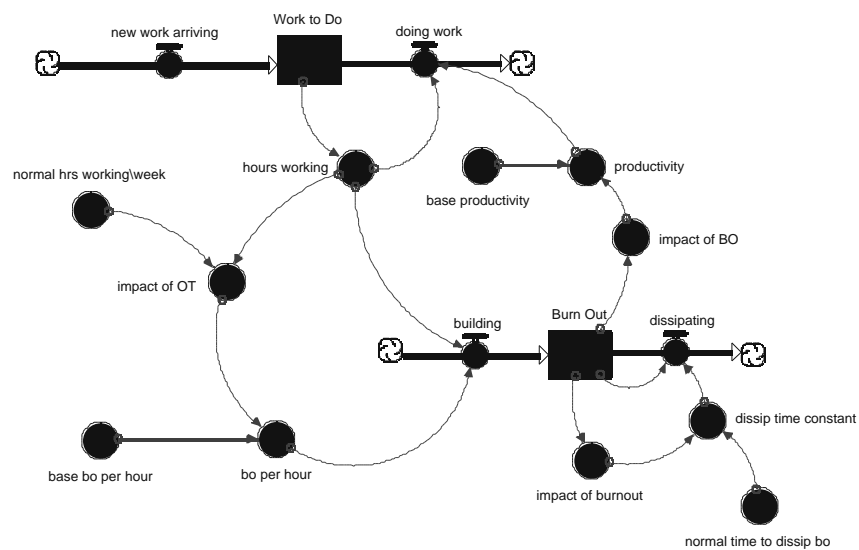 Work to Do
new work arriving
doing work
hours working
productivity
normal hrs working\week
base productivity
impact of BO
impact of OT
Burn Out
building
dissipating
dissip time constant
base bo per hour
bo per hour
impact of burnout
normal time to dissip bo